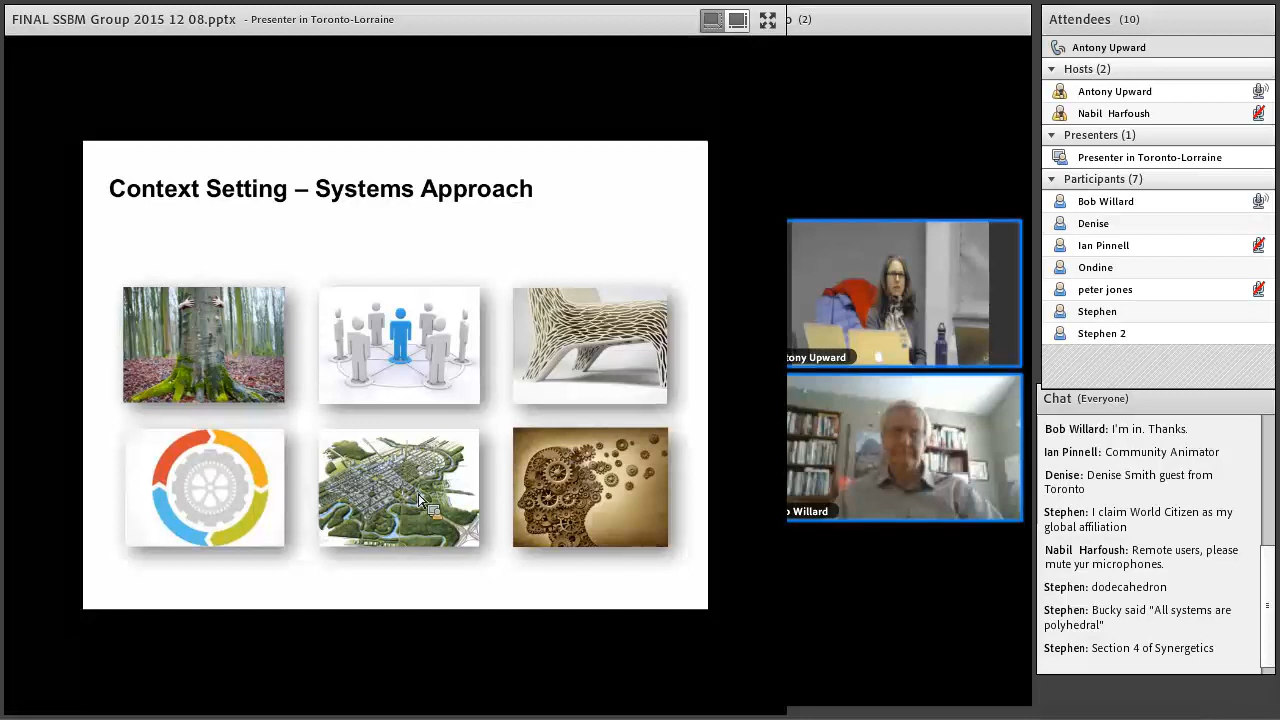 FINAL SSBM Group 2015 12 08.pptx - Presenter in Toronto-Lorraine
(2)
Context Setting – Systems Approach
tony Upward
b Willard
Attendees (10)
Antony Upward
Hosts (2)
Antony Upward
Nabil Harfoush
Presenters (1)
Presenter in Toronto-Lorraine
Participants (7)
Bob Willard
Denise
Ian Pinnell
Ondine
peter jones
Stephen
Stephen 2
Chat (Everyone)
Bob Willard: I'm in. Thanks.
Ian Pinnell: Community Animator
Denise: Denise Smith guest from
Toronto
Stephen: I claim World Citizen as my
global affiliation
Nabil Harfoush: Remote users, please
mute yur microphones.
Stephen: dodecahedron
Stephen: Bucky said "All systems are
polyhedral"
Stephen: Section 4 of Synergetics